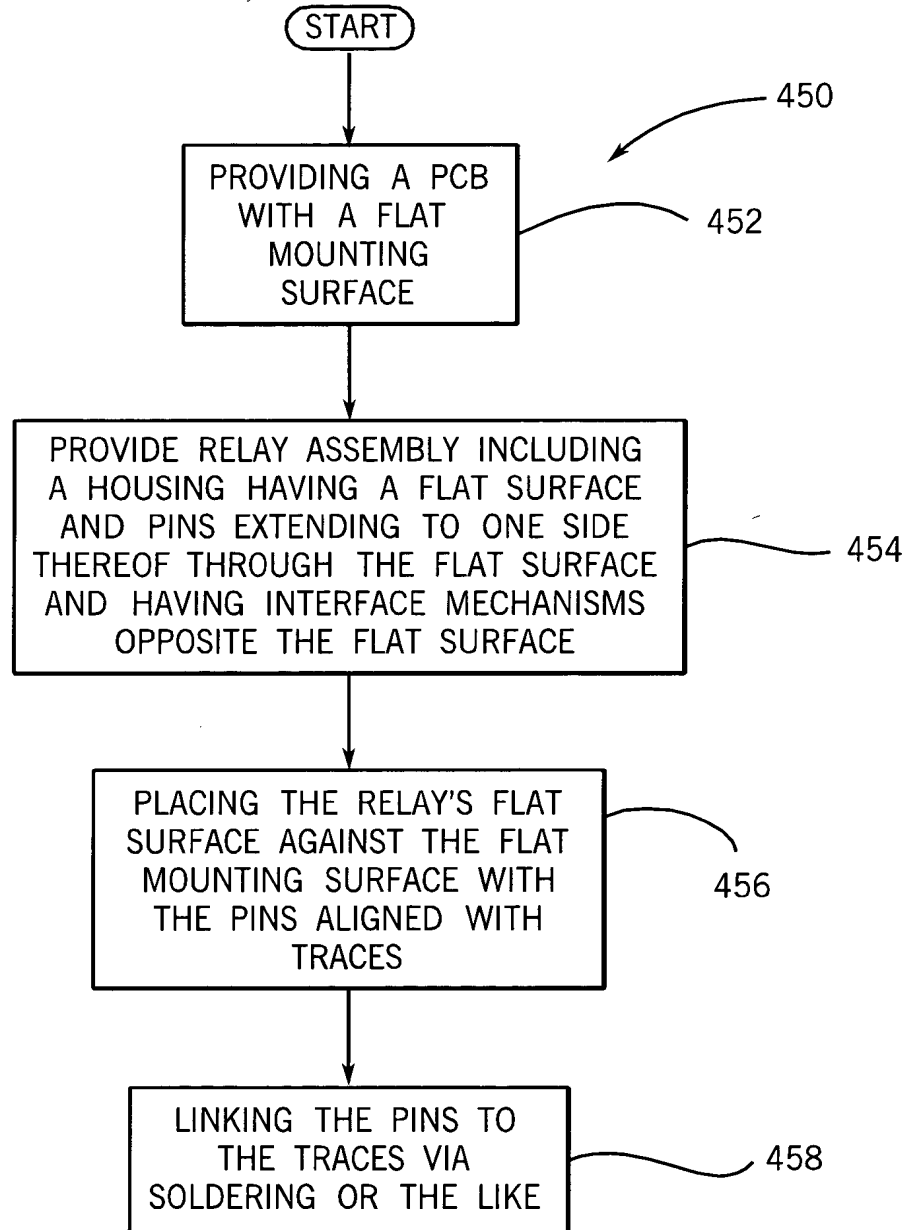 START
450
PROVIDING A PCB
WITH A FLAT
MOUNTING
SURFACE
452
PROVIDE RELAY ASSEMBLY INCLUDING
A HOUSING HAVING A FLAT SURFACE
AND PINS EXTENDING TO ONE SIDE
THEREOF THROUGH THE FLAT SURFACE
AND HAVING INTERFACE MECHANISMS
OPPOSITE THE FLAT SURFACE
454
PLACING THE RELAY'S FLAT
SURFACE AGAINST THE FLAT
MOUNTING SURFACE WITH
THE PINS ALIGNED WITH
TRACES
456
LINKING THE PINS TO
THE TRACES VIA
SOLDERING OR THE LIKE
458